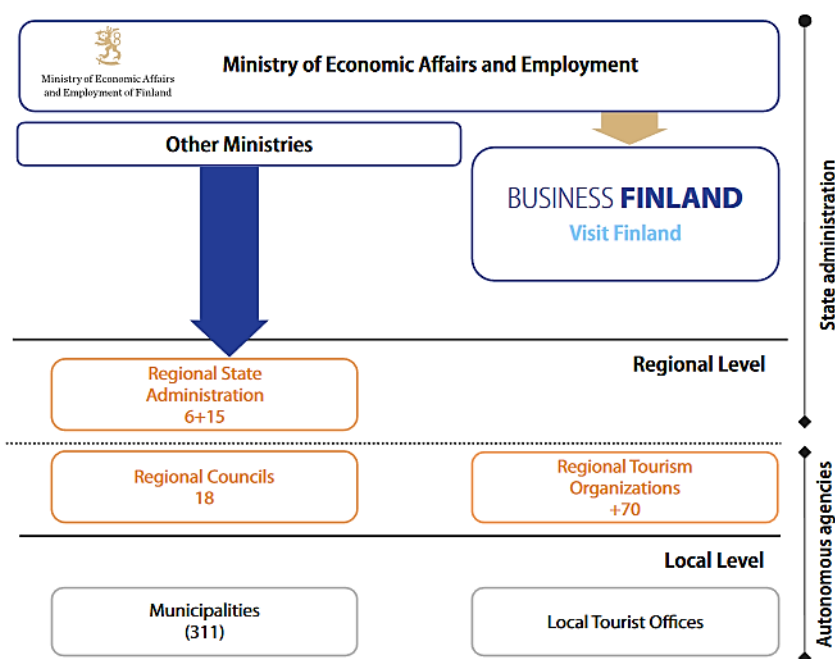 Ministry of Economic Affairs
and Employment of Finland
Ministry of Economic Affairs and Employment
Other Ministries
BUSINESS FINLAND
Visit Finland
State administration
Regional Level
Regional State
Administration
6+15
Regional Councils
18
Regional Tourism
Organizations
+70
Autonomous agencies
Local Level
Municipalities
(311)
Local Tourist Offices